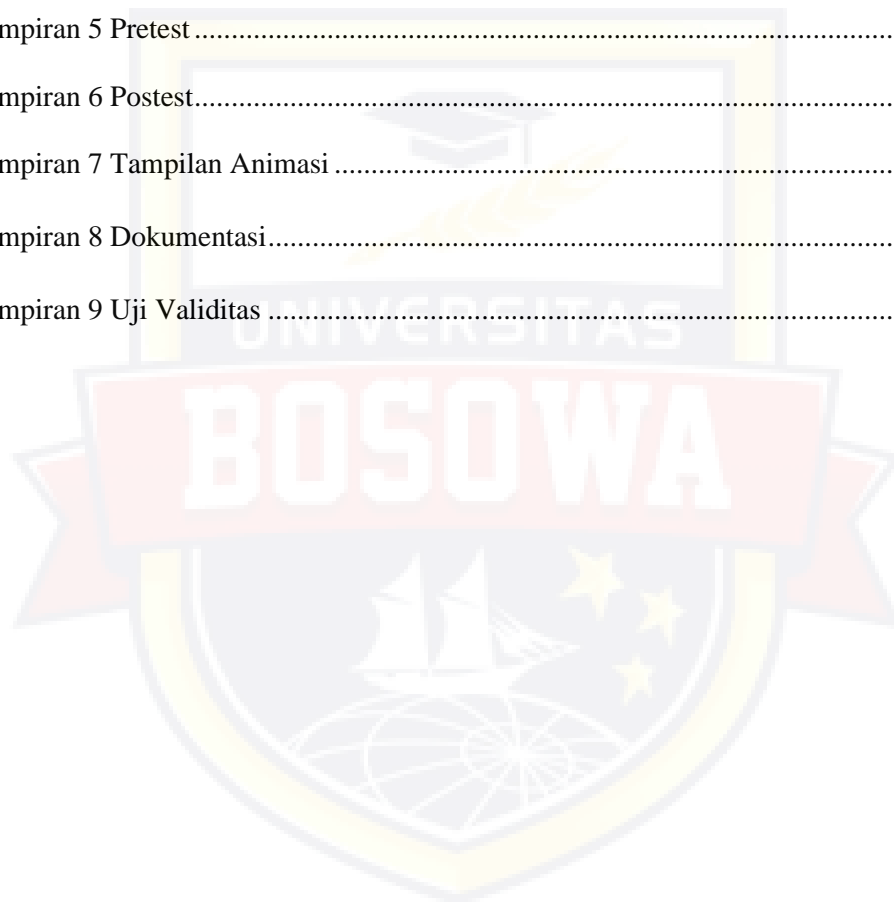 mpiran 5 Pretest ........................................................................................
mpiran 6 Postest........................................................................................
mpiran 7 Tampilan Animasi ........................................................................
mpiran 8 Dokumentasi................................................................................
mpiran 9 Uji Validitas ................................................................................
UNIVERSITAS
BOSOWA